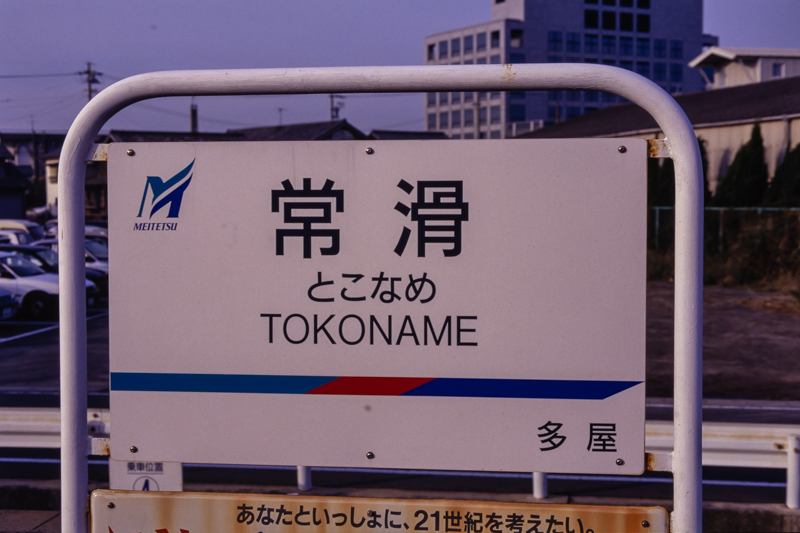 MEITETSU
常滑
とこなめ
TOKONAME
多屋
乗車位置
4
あなたといっしょに、21世紀を考えたい。